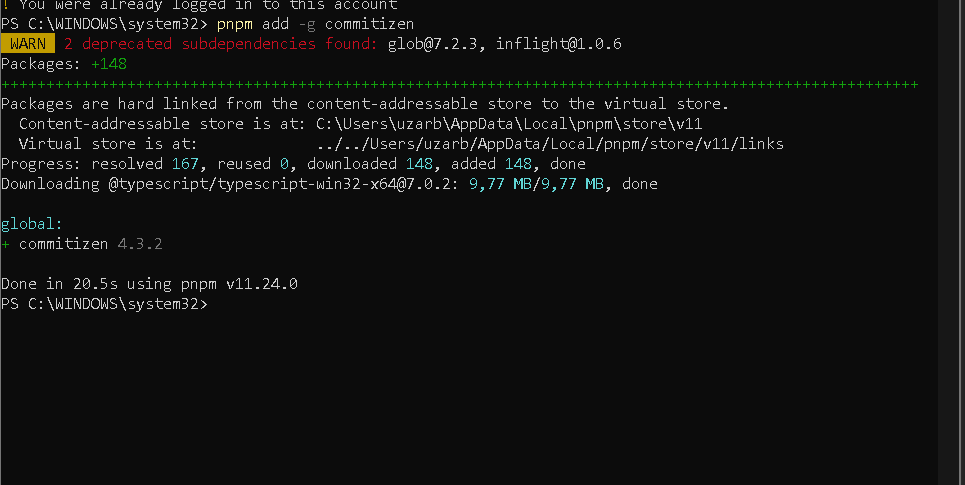 ! You were already logged in to this account
PS C:\WINDOWS\system32> pnpm add -g commitizen
WARN 2 deprecated subdependencies found: glob@7.2.3, inflight@1.0.6
Packages: +148
++++++++++++++++++++++++++++++++++++++++++++++++++++++++++++++++++++++++++++++++++++++++++++++++++++++
Packages are hard linked from the content-addressable store to the virtual store.
  Content-addressable store is at: C:\Users\uzarb\AppData\Local\pnpm\store\v11
  Virtual store is at:             ../../Users/uzarb/AppData/Local/pnpm/store/v11/links
Progress: resolved 167, reused 0, downloaded 148, added 148, done
Downloading @typescript/typescript-win32-x64@7.0.2: 9,77 MB/9,77 MB, done
global:
+ commitizen 4.3.2
Done in 20.5s using pnpm v11.24.0
PS C:\WINDOWS\system32>